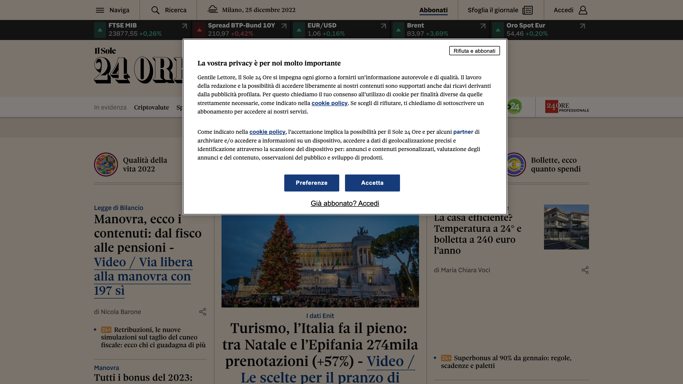 Naviga
Ricerca
Milano, 25 dicembre 2022
Abbonati
Sfoglia il giornale
Accedi
FTSE MIB
23877,55 +0,26%
Spread BTP-Bund 10Y
210,97 +0,42%
EUR/USD
1,06 +0,16%
Brent
83,97 +3,69%
Oro Spot Eur
54,46 +0,20%
Il Sole
24 ORE
In evidenza
Criptovalute
24
24 ORE
PROFESSIONALE
Rifiuta e abbonati
La vostra privacy è per noi molto importante
Gentile Lettore, Il Sole 24 Ore si impegna ogni giorno a fornirti un'informazione autorevole e di qualità. Il lavoro
della redazione e la possibilità di accedere liberamente ai nostri contenuti sono supportati anche dai ricavi derivanti
dalla pubblicità profilata. Per questo chiediamo il tuo consenso all'utilizzo di cookie per finalità diverse da quelle
strettamente necessarie, come indicato nella cookie policy. Se scegli di rifiutare, ti chiediamo di sottoscrivere un
abbonamento per accedere ai nostri servizi.
Come indicato nella cookie policy, l'accettazione implica la possibilità per il Sole 24 Ore e per alcuni partner di
archiviare e/o accedere a informazioni su un dispositivo, accedere a dati di geolocalizzazione precisi e
identificazione attraverso la scansione del dispositivo per: annunci e contenuti personalizzati, valutazione degli
annunci e del contenuto, osservazioni del pubblico e sviluppo di prodotti.
Preferenze
Accetta
Già abbonato? Accedi
Qualità della
vita 2022
Bollette, ecco
quanto spendi
Legge di Bilancio
Manovra, ecco i
contenuti: dal fisco
alle pensioni -
Video / Via libera
alla manovra con
197 sì
di Nicola Barone
24+ Retribuzioni, le nuove
simulazioni sul taglio del cuneo
fiscale: ecco chi ci guadagna di più
Manovra
Tutti i bonus del 2023:
I dati Enit
Turismo, l'Italia fa il pieno:
tra Natale e l'Epifania 274mila
prenotazioni (+57%) - Video /
Le scelte per il pranzo di
La casa efficiente?
Temperatura a 24° e
bolletta a 240 euro
l'anno
di Maria Chiara Voci
24+ Superbonus al 90% da gennaio: regole,
scadenze e paletti